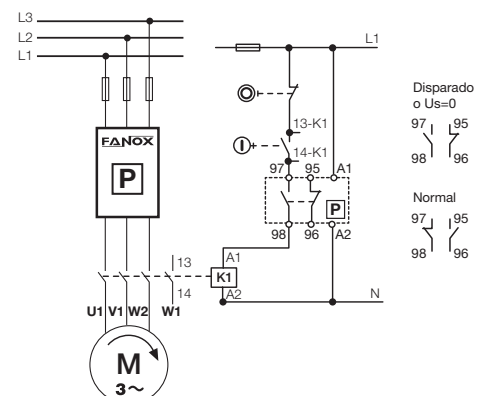 L3
L2
L1
FANOX
P
13
14
U1 V1 W2 W1
M
3~
L1
13-K1
14-K1
97 95 A1
P
98 96 A2
A1
K1
A2
N
Disparado
o Us=0
97 95
98 96
Normal
97 95
98 96